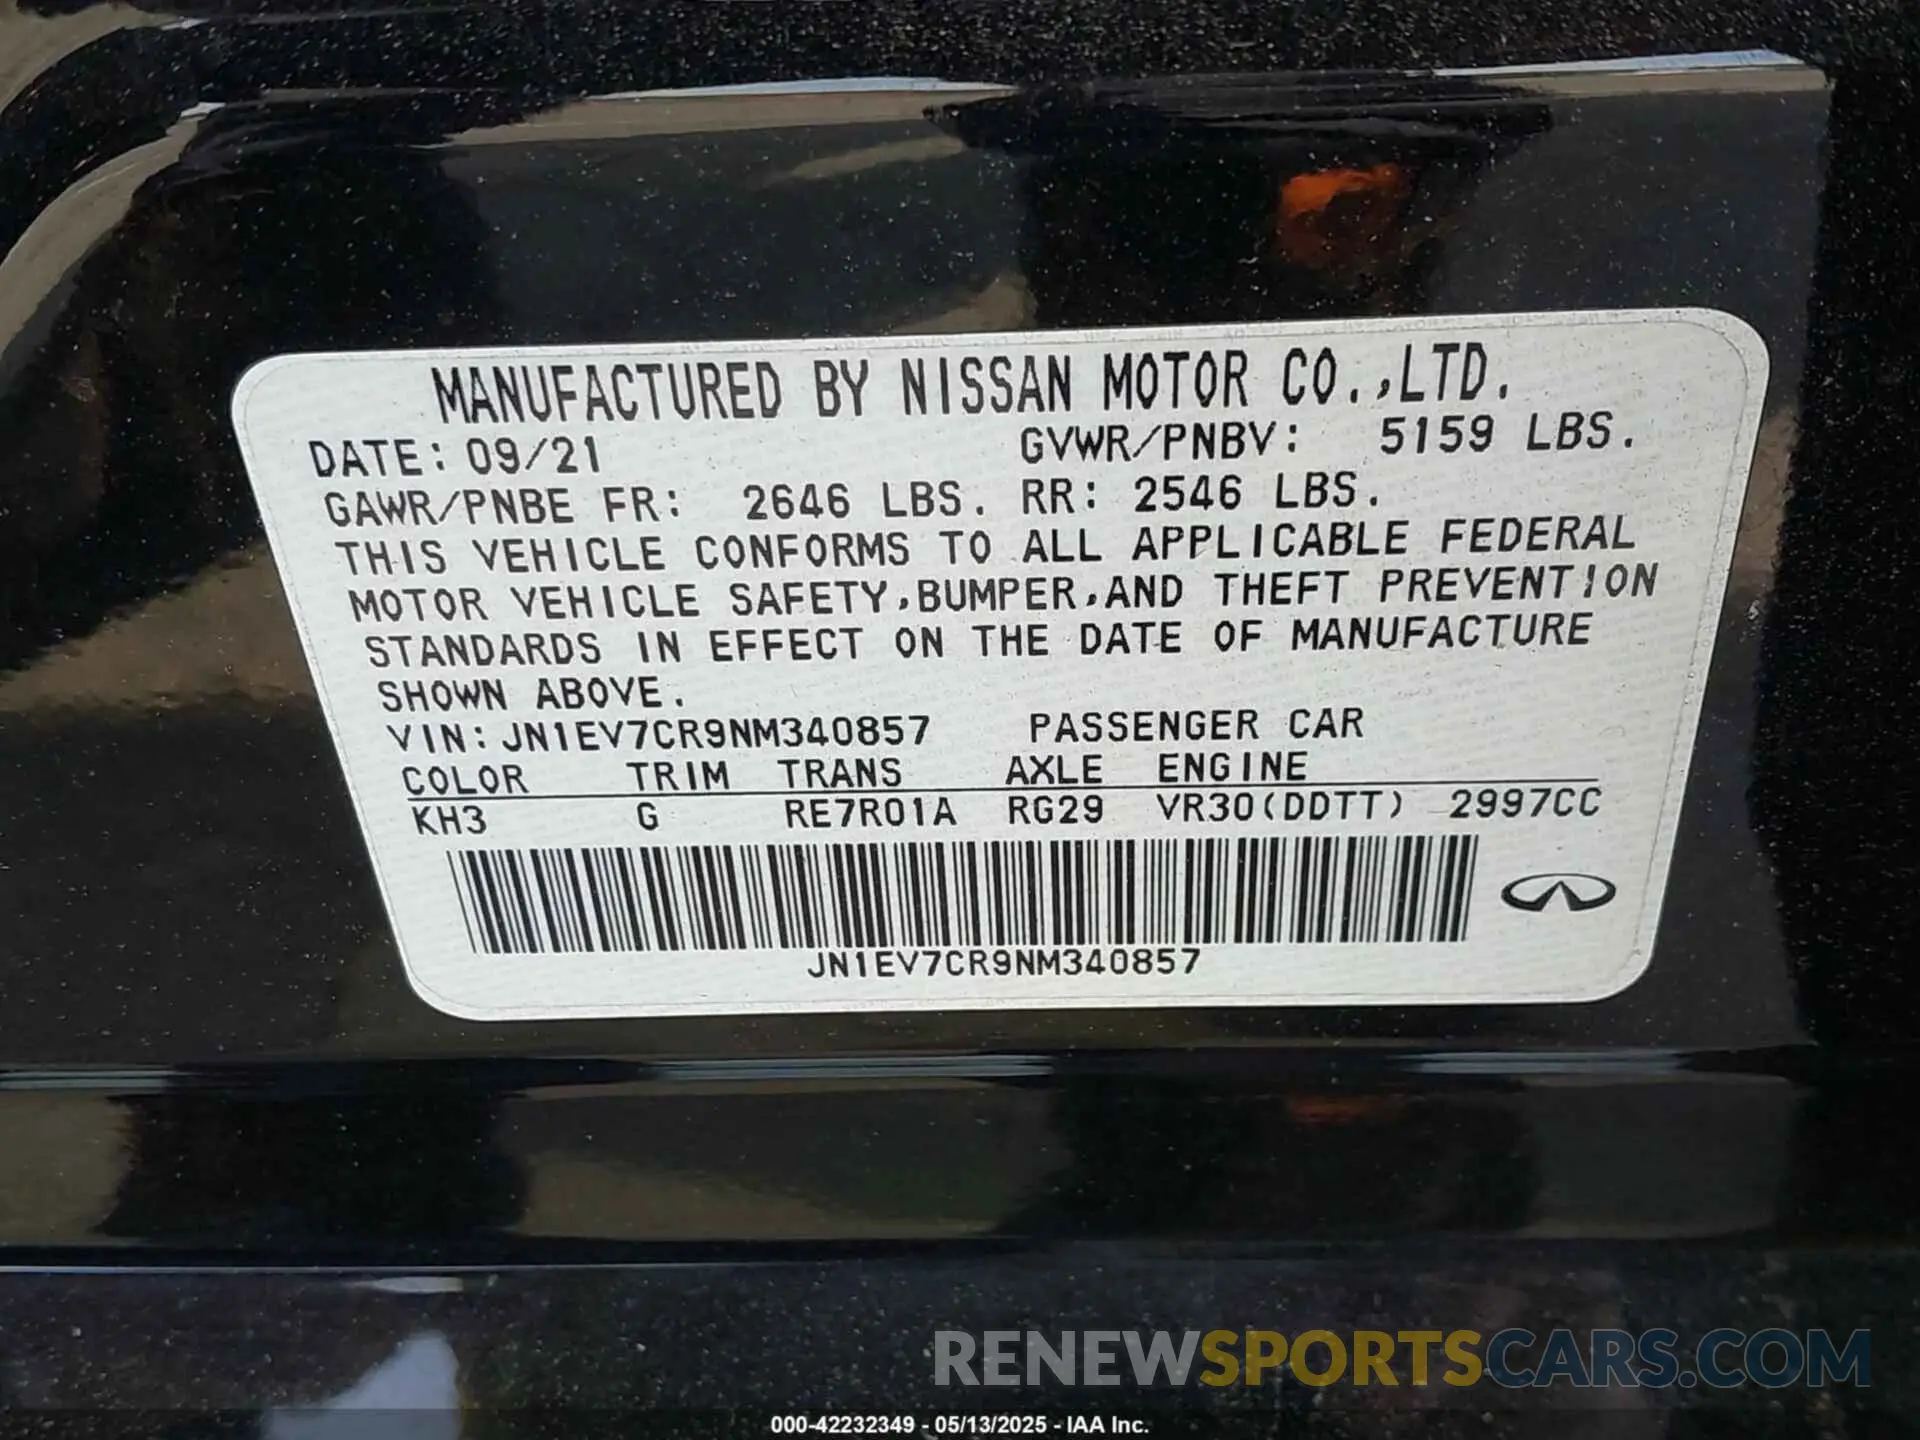 MANUFACTURED BY NISSAN MOTOR CO.,LTD.
DATE: 09/21 GVWR/PNBV: 5159 LBS.
GAWR/PNBE FR: 2646 LBS. RR: 2546 LBS.
THIS VEHICLE CONFORMS TO ALL APPLICABLE FEDERAL
MOTOR VEHICLE SAFETY,BUMPER,AND THEFT PREVENTION
STANDARDS IN EFFECT ON THE DATE OF MANUFACTURE
SHOWN ABOVE.
VIN: JN1EV7CR9NM340857 PASSENGER CAR
COLOR TRIM TRANS AXLE ENGINE
KH3 G RE7R01A RG29 VR30(DDTT) 2997CC
JN1EV7CR9NM340857
RENEWSPORTSCARS.COM
000-42232349 - 05/13/2025 - IAA Inc.